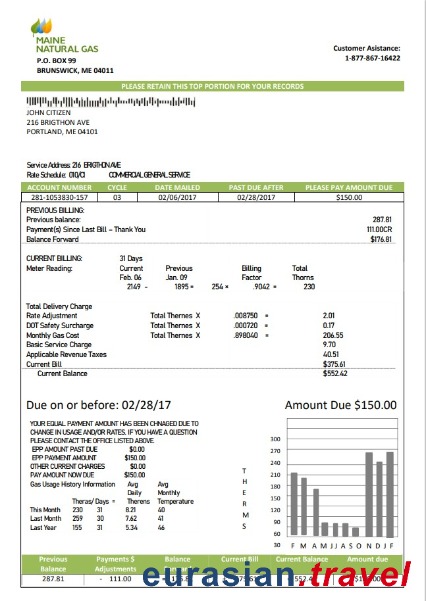 MAINE
NATURAL GAS
P.O. BOX 99
BRUNSWICK, ME 04011
Customer Asistance:
1-877-867-16422
PLEASE RETAIN THIS TOP PORTION FOR YOUR RECORDS
JOHN CITIZEN
216 BRIGTHON AVE
PORTLAND, ME 04101
Service Address: 216 BRIGTHON AVE
Rate Schedule: 010/G COMMERCIAL GENERAL SERVICE
ACCOUNT NUMBER CYCLE DATE MAILED PAST DUE AFTER PLEASE PAY AMOUNT DUE
281-1053830-157 03 02/06/2017 02/28/2017 $150.00
PREVIOUS BILLING:
Previous balance: 287.81
Payment(s) Since Last Bill – Thank You 111.00CR
Balance Forward $176.81
CURRENT BILLING: 31 Days
Meter Reading: Current Previous Billing Total
Feb. 06 Jan. 09 Factor Thorns
2149 - 1895 = 254 × .9042 = 230
Total Delivery Charge
Rate Adjustment Total Thermes X .008750 = 2.01
DOT Safety Surcharge Total Thermes X .000720 = 0.17
Monthly Gas Cost Total Thermes X .898040 = 206.55
Basic Service Charge 9.70
Applicable Revenue Taxes 40.51
Current Bill $375.61
Current Balance $552.42
Due on or before: 02/28/17 Amount Due $150.00
YOUR EQUAL PAYMENT AMOUNT HAS BEEN CHNAGED DUE TO
CHANGE IN USAGE AND/OR RATES. IF YOU HAVE A QUESTION
PLEASE CONTACT THE OFFICE LISTED ABOVE.
EPP AMOUNT PAST DUE $0.00
EPP PAYMENT AMOUNT $150.00
OTHER CURRENT CHARGES $0.00
PAY AMOUNT NOW DUE $150.00
Gas Usage History Information Avg Avg
Daily Monthly
Theras/ Days = Therens Temperature
This Month 230 31 8.21 40
Last Month 259 30 7.62 41
Last Year 155 31 5.34 46
T
H
E
R
M
S
300
270
240
210
180
150
120
90
60
30
F M A M J J A S O N D J F
Previous Payments $ Balance Current Bill Current Balance Amount due
Balance Adjustments
287.81 - 111.00
eurasian.travel